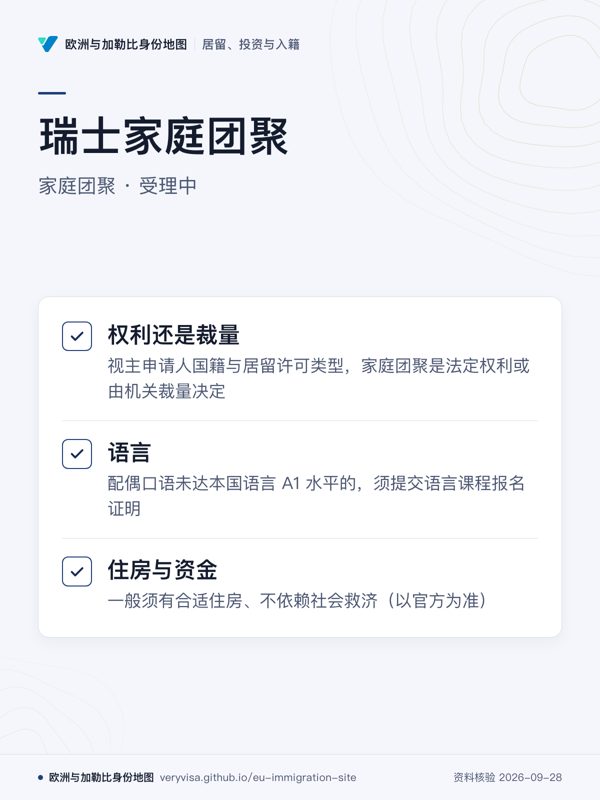 欧洲与加勒比身份地图 居留、投资与入籍
瑞士家庭团聚
家庭团聚 · 受理中
权利还是裁量
视主申请人国籍与居留许可类型，家庭团聚是法定权利或
由机关裁量决定
语言
配偶口语未达本国语言 A1 水平的，须提交语言课程报名
证明
住房与资金
一般须有合适住房、不依赖社会救济（以官方为准）
欧洲与加勒比身份地图 veryvisa.github.io/eu-immigration-site 资料核验 2026-09-28